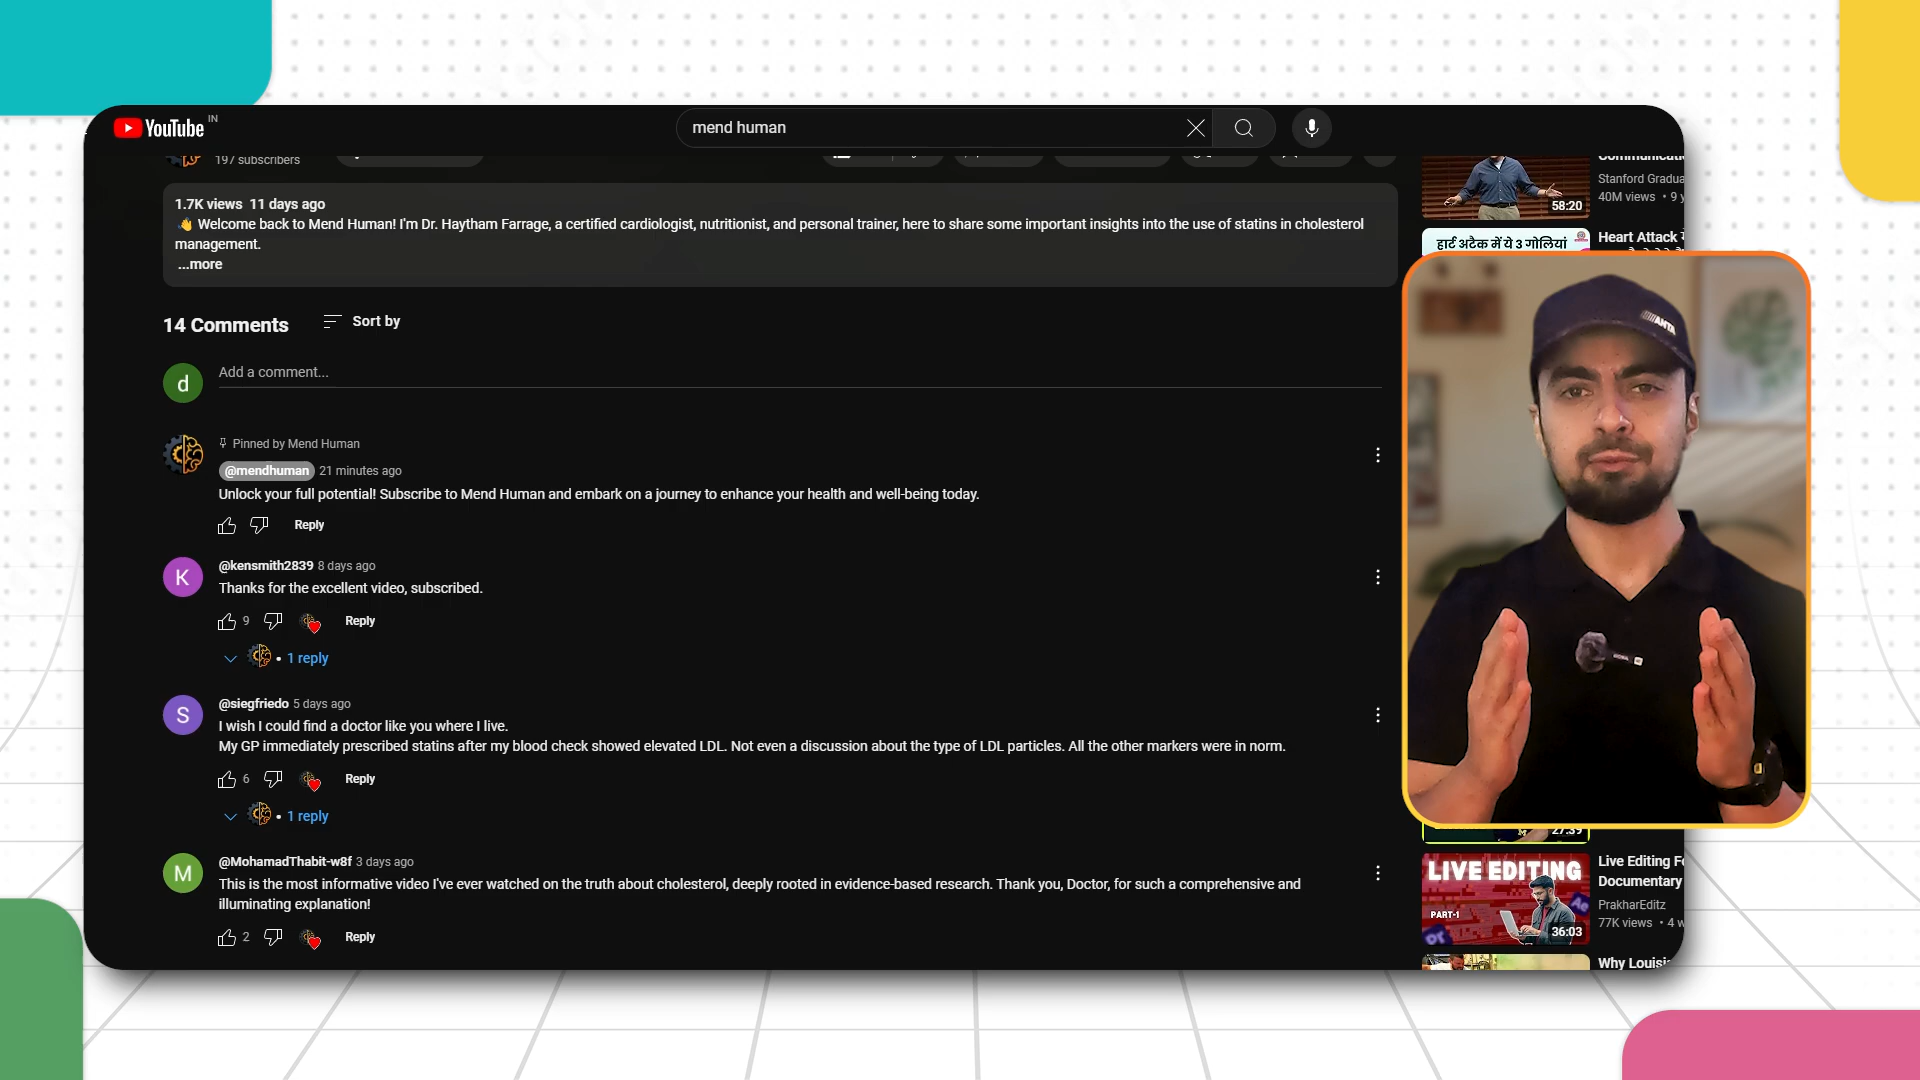 YouTube IN
mend human
197 subscribers
1.7K views 11 days ago
👋 Welcome back to Mend Human! I'm Dr. Haytham Farrage, a certified cardiologist, nutritionist, and personal trainer, here to share some important insights into the use of statins in cholesterol
management.
...more
14 Comments
Sort by
d
Add a comment...
Pinned by Mend Human
@mendhuman 21 minutes ago
Unlock your full potential! Subscribe to Mend Human and embark on a journey to enhance your health and well-being today.
Reply
K
@kensmith2839 8 days ago
Thanks for the excellent video, subscribed.
9 Reply
• 1 reply
S
@siegfriedo 5 days ago
I wish I could find a doctor like you where I live.
My GP immediately prescribed statins after my blood check showed elevated LDL. Not even a discussion about the type of LDL particles. All the other markers were in norm.
6 Reply
• 1 reply
M
@MohamadThabit-w8f 3 days ago
This is the most informative video I've ever watched on the truth about cholesterol, deeply rooted in evidence-based research. Thank you, Doctor, for such a comprehensive and
illuminating explanation!
2 Reply
58:20
Stanford Gradua
40M views • 9 y
हार्ट अटैक में ये 3 गोलियां
Heart Attack
ANTA
27:39
LIVE EDITING
PART-1
Ae
Pr
36:03
Live Editing F
Documentary
PrakharEditz
77K views • 4 w
Why Louisi